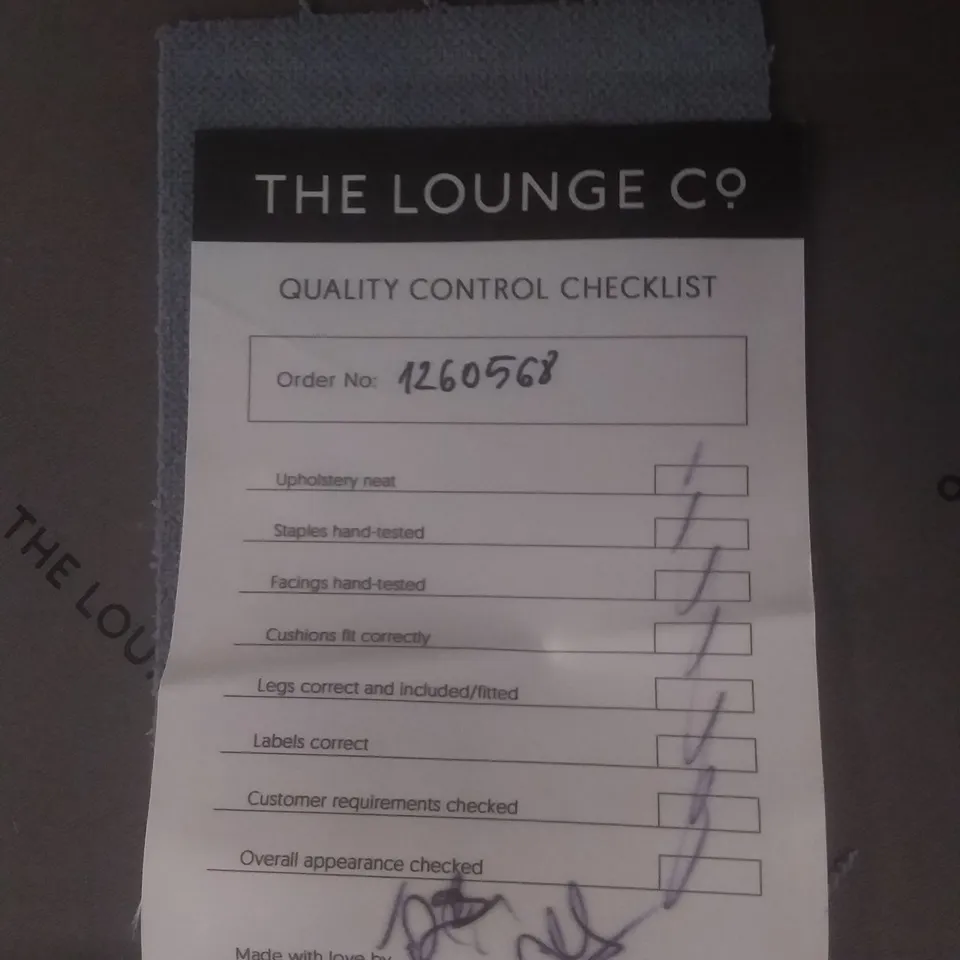 THE LOUNGE Cº
QUALITY CONTROL CHECKLIST
Order No: 1260568
Upholstery neat
Staples hand-tested
Facings hand-tested
Cushions fit correctly
Legs correct and included/fitted
Labels correct
Customer requirements checked
Overall appearance checked
Made with love by
THE LOU